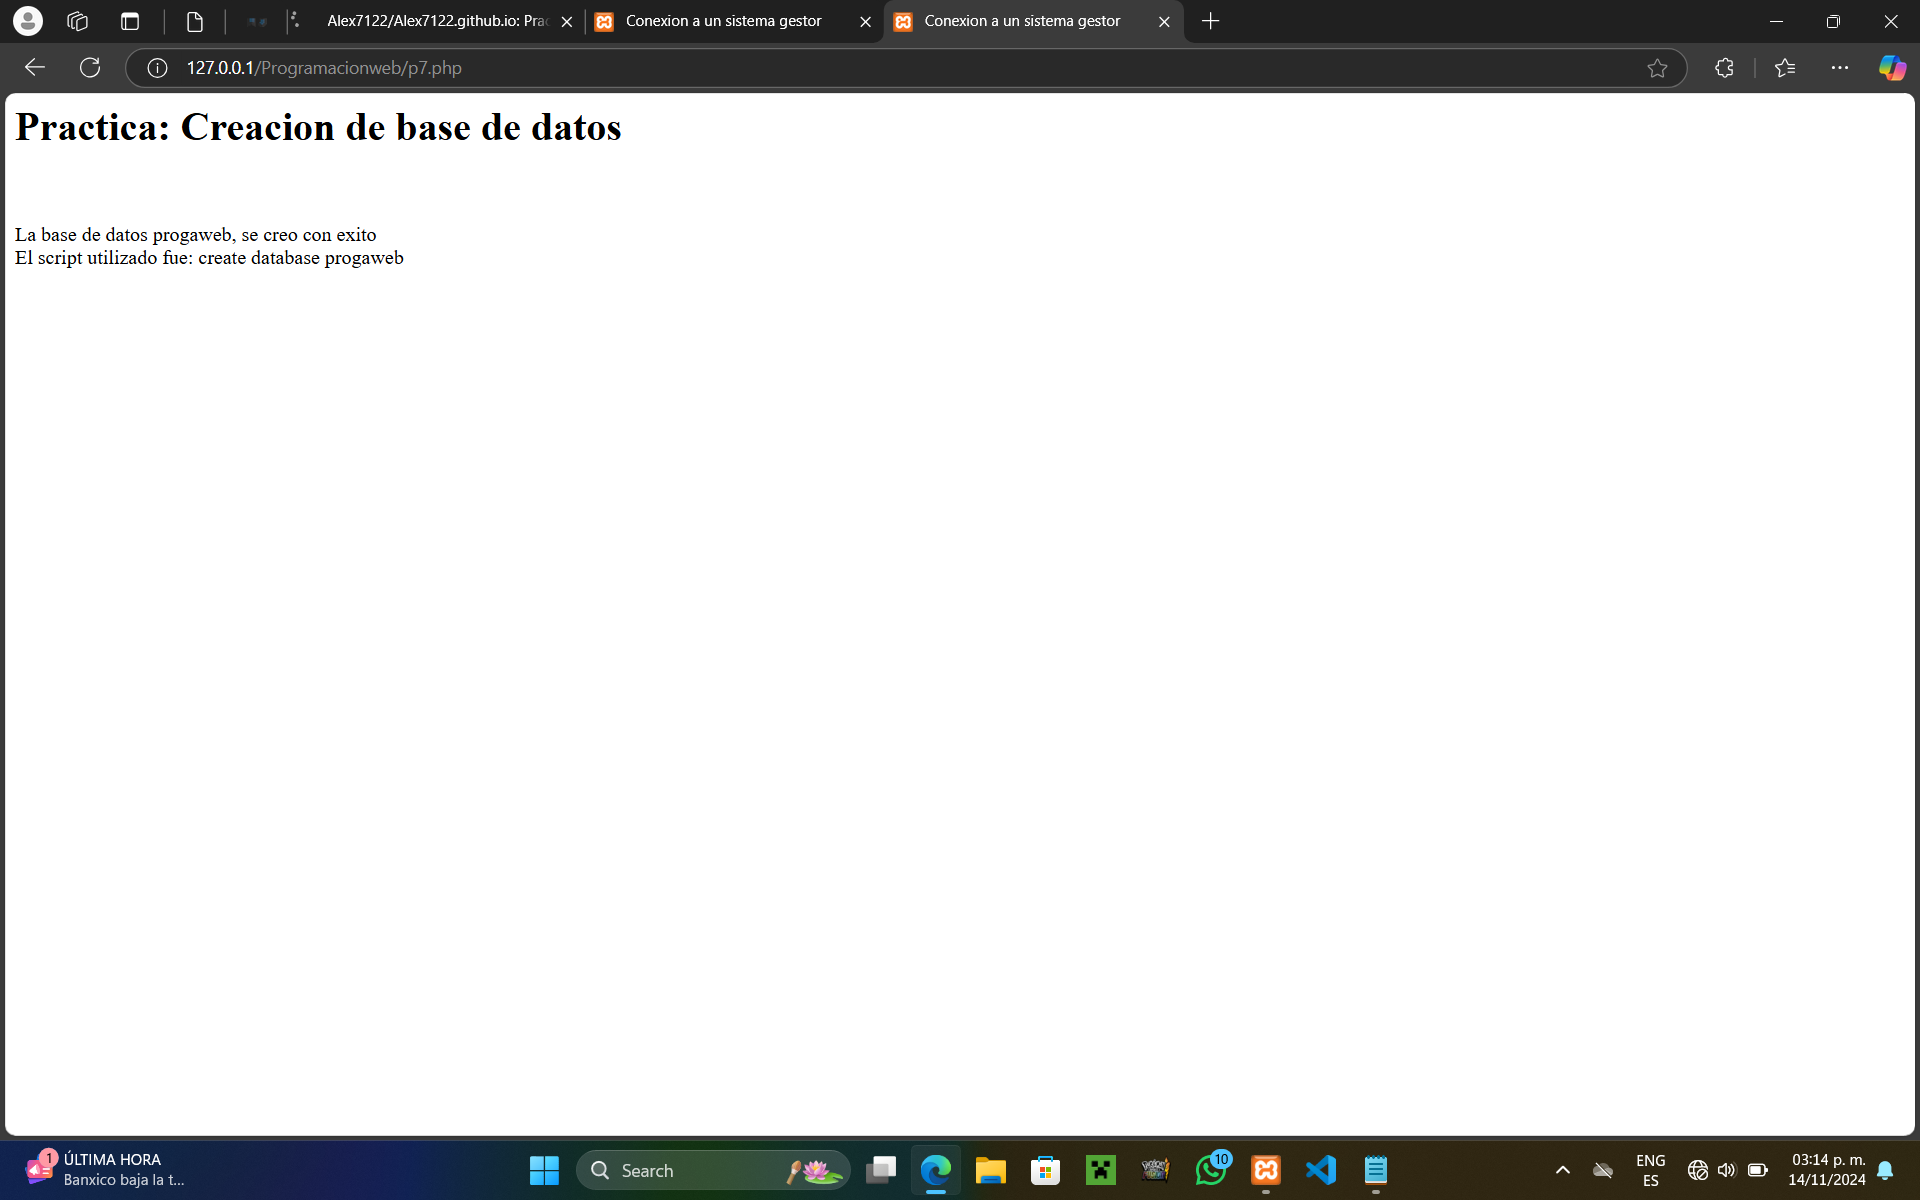 Alex7122/Alex7122.github.io: Prac
Conexion a un sistema gestor
Conexion a un sistema gestor
127.0.0.1/Programacionweb/p7.php
Practica: Creacion de base de datos
La base de datos progaweb, se creo con exito
El script utilizado fue: create database progaweb
1
ÚLTIMA HORA
Banxico baja la t...
Search
10
ENG
ES
03:14 p. m.
14/11/2024